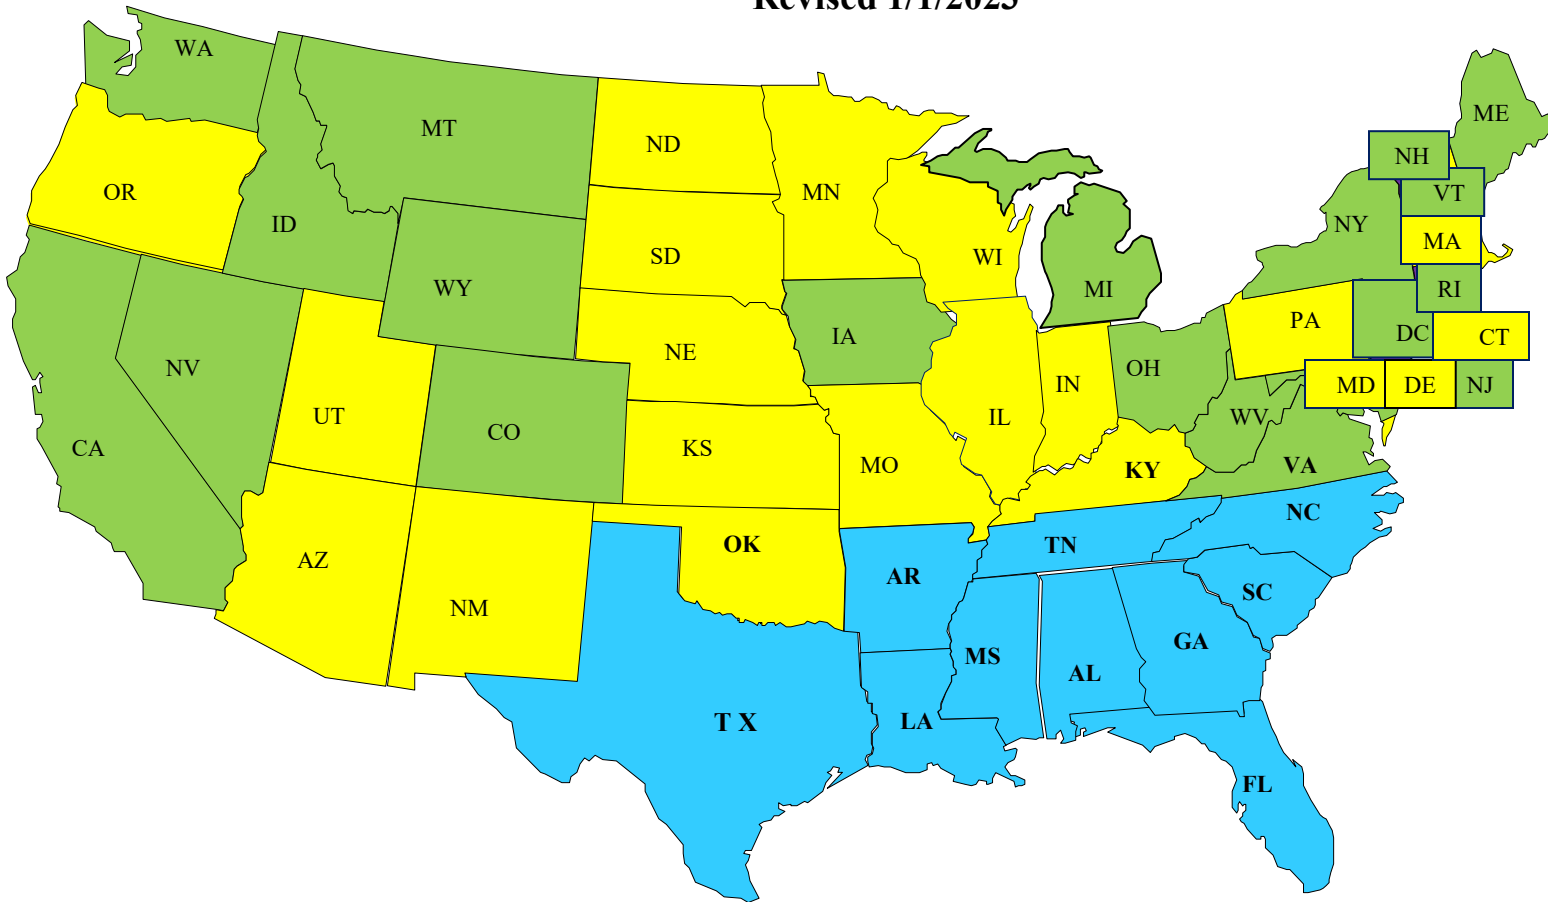 Revised 1/1/2023
WA
MT
ME
ND
NH
OR
MN
VT
ID
NY
MA
SD
WI
WY
MI
RI
PA
DC
IA
CT
NE
NV
OH
IN
MD
DE
NJ
UT
IL
WV
CO
CA
KS
MO
KY
VA
NC
OK
TN
AZ
AR
SC
NM
GA
MS
AL
T X
LA
FL